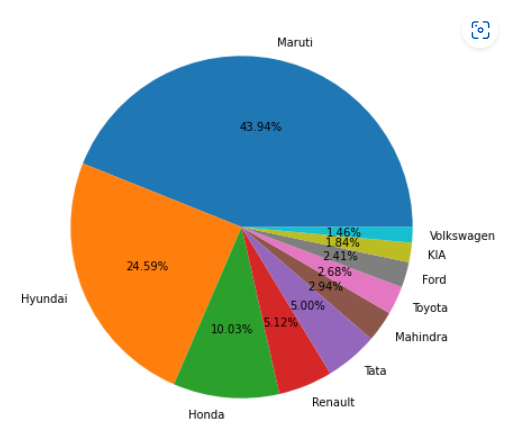 Maruti
43.94%
Hyundai
24.59%
Honda
10.03%
Renault
5.12%
Tata
5.00%
Mahindra
2.94%
Toyota
2.68%
Ford
2.41%
KIA
1.84%
Volkswagen
1.46%